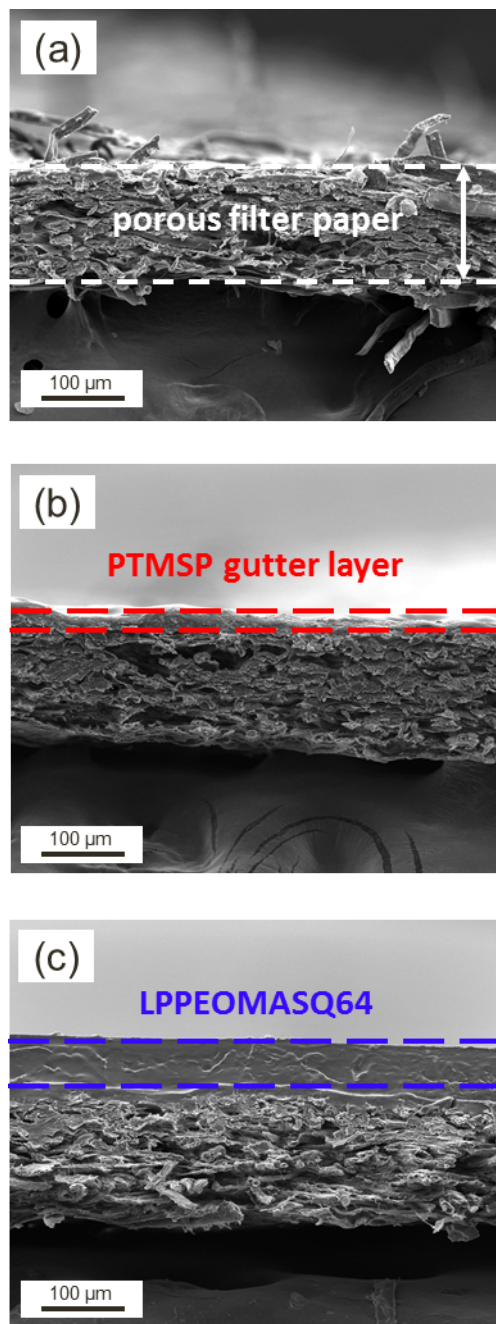 (a)
porous filter paper
100 μm
(b)
PTMSP gutter layer
100 μm
(c)
LPPEOMASQ64
100 μm